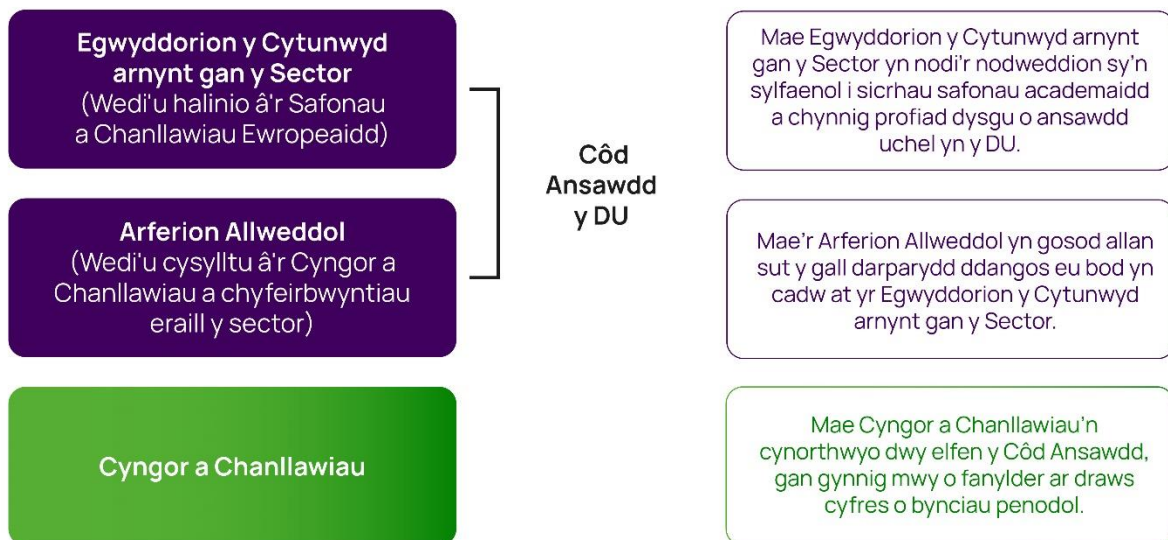 Egwyddorion y Cytunwyd
arnynt gan y Sector
(Wedi'u halinio â'r Safonau
a Chanllawiau Ewropeaidd)
Mae Egwyddorion y Cytunwyd arnynt
gan y Sector yn nodi'r nodweddion sy'n
sylfaenol i sicrhau safonau academaidd
a chynnig profiad dysgu o ansawdd
uchel yn y DU.
Côd
Ansawdd
y DU
Arferion Allweddol
(Wedi'u cysylltu â'r Cyngor a
Chanllawiau a chyfeirbwyntiau
eraill y sector)
Mae'r Arferion Allweddol yn gosod allan
sut y gall darparydd ddangos eu bod yn
cadw at yr Egwyddorion y Cytunwyd
arnynt gan y Sector.
Cyngor a Chanllawiau
Mae Cyngor a Chanllawiau'n
cynorthwyo dwy elfen y Côd Ansawdd,
gan gynnig mwy o fanylder ar draws
cyfres o bynciau penodol.